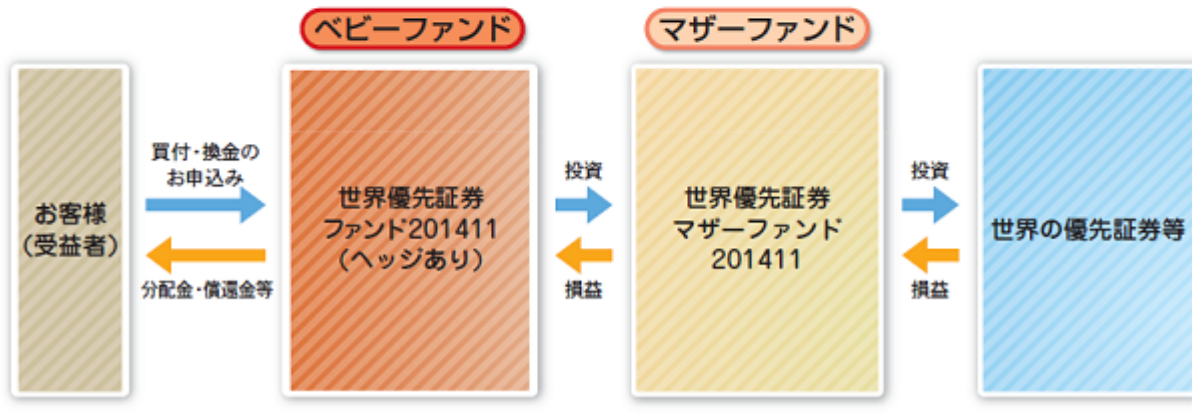 ベビーファンド
マザーファンド
お客様
（受益者）
買付・換金の
お申込み
分配金・償還金等
世界優先証券
ファンド201411
（ヘッジあり）
投資
損益
世界優先証券
マザーファンド
201411
投資
損益
世界の優先証券等